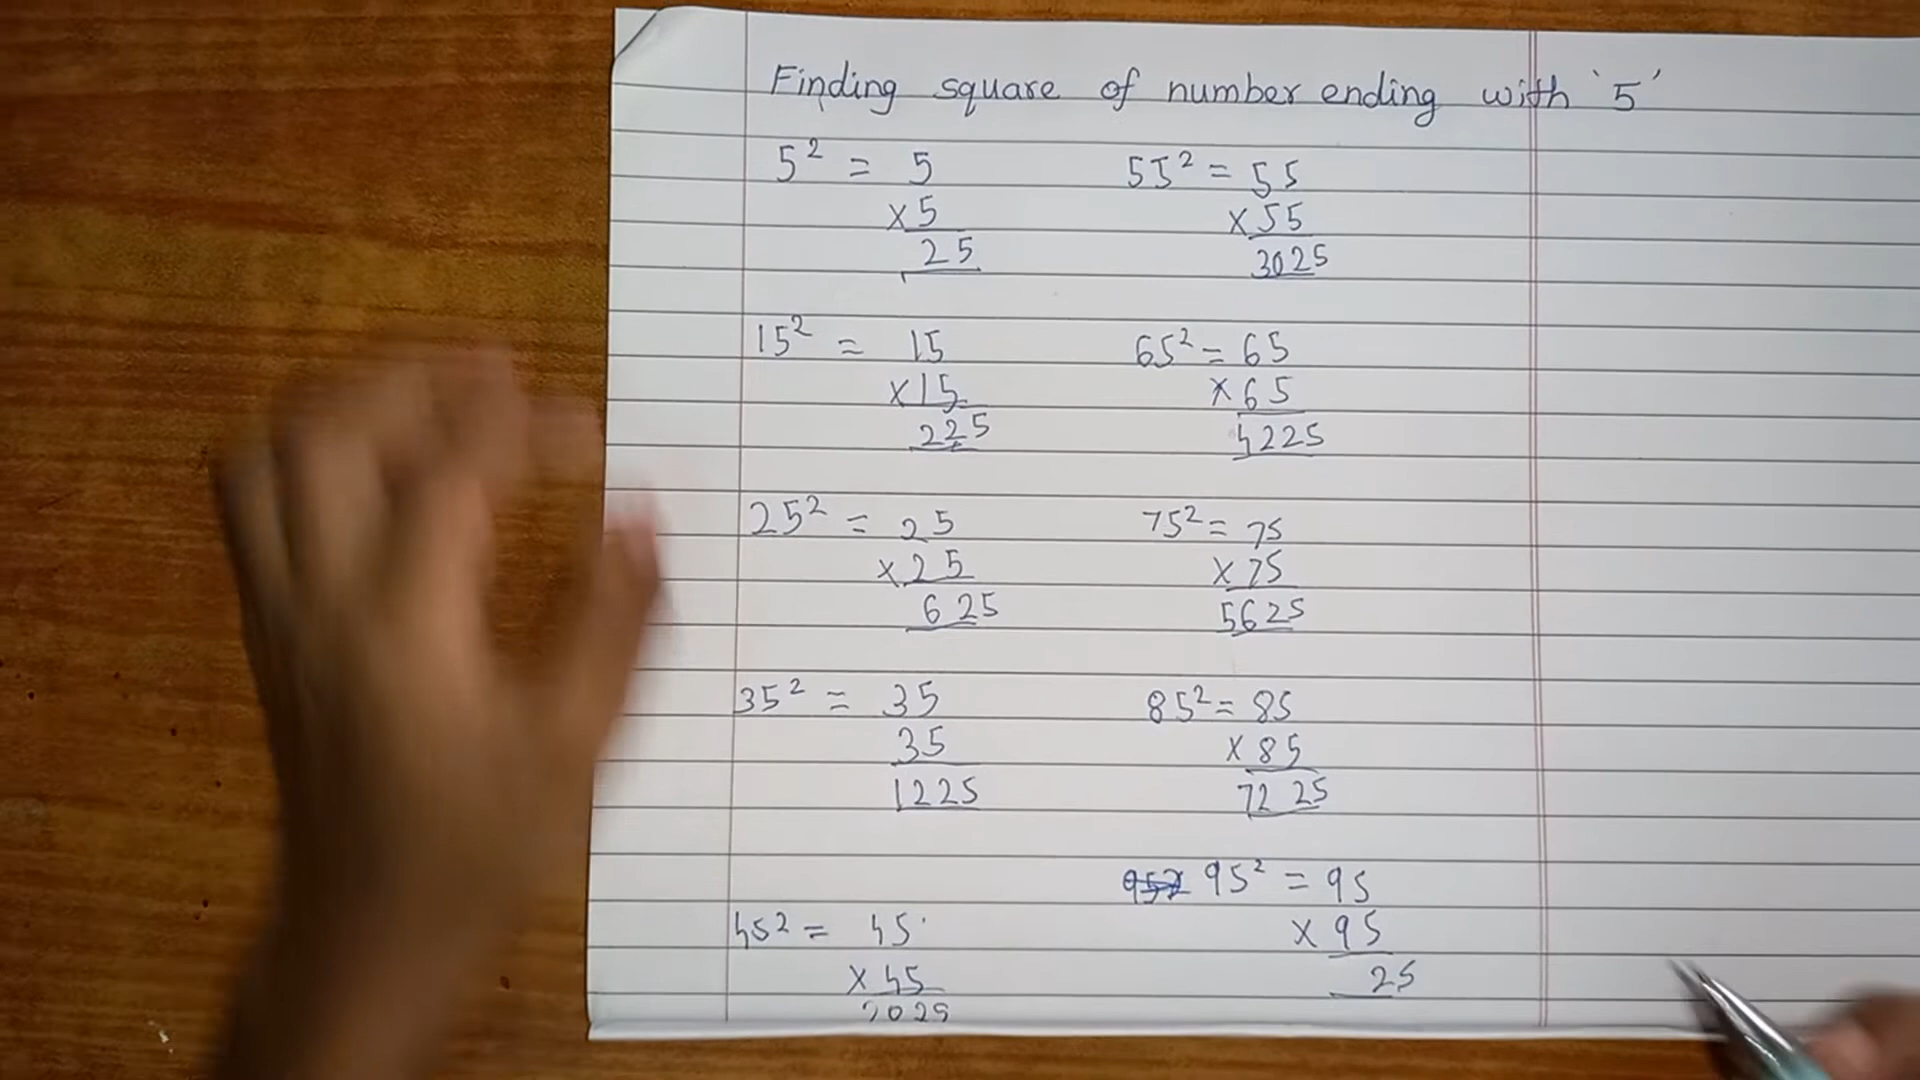 Finding square of number ending with '5'
5² = 5
×5
25
15² = 15
×15
225
25² = 25
×25
625
35² = 35
35
1225
45² = 45
×45
2025
55² = 55
×55
3025
65² = 65
×65
4225
75² = 75
×75
5625
85² = 85
×85
7225
95² = 95
×95
25